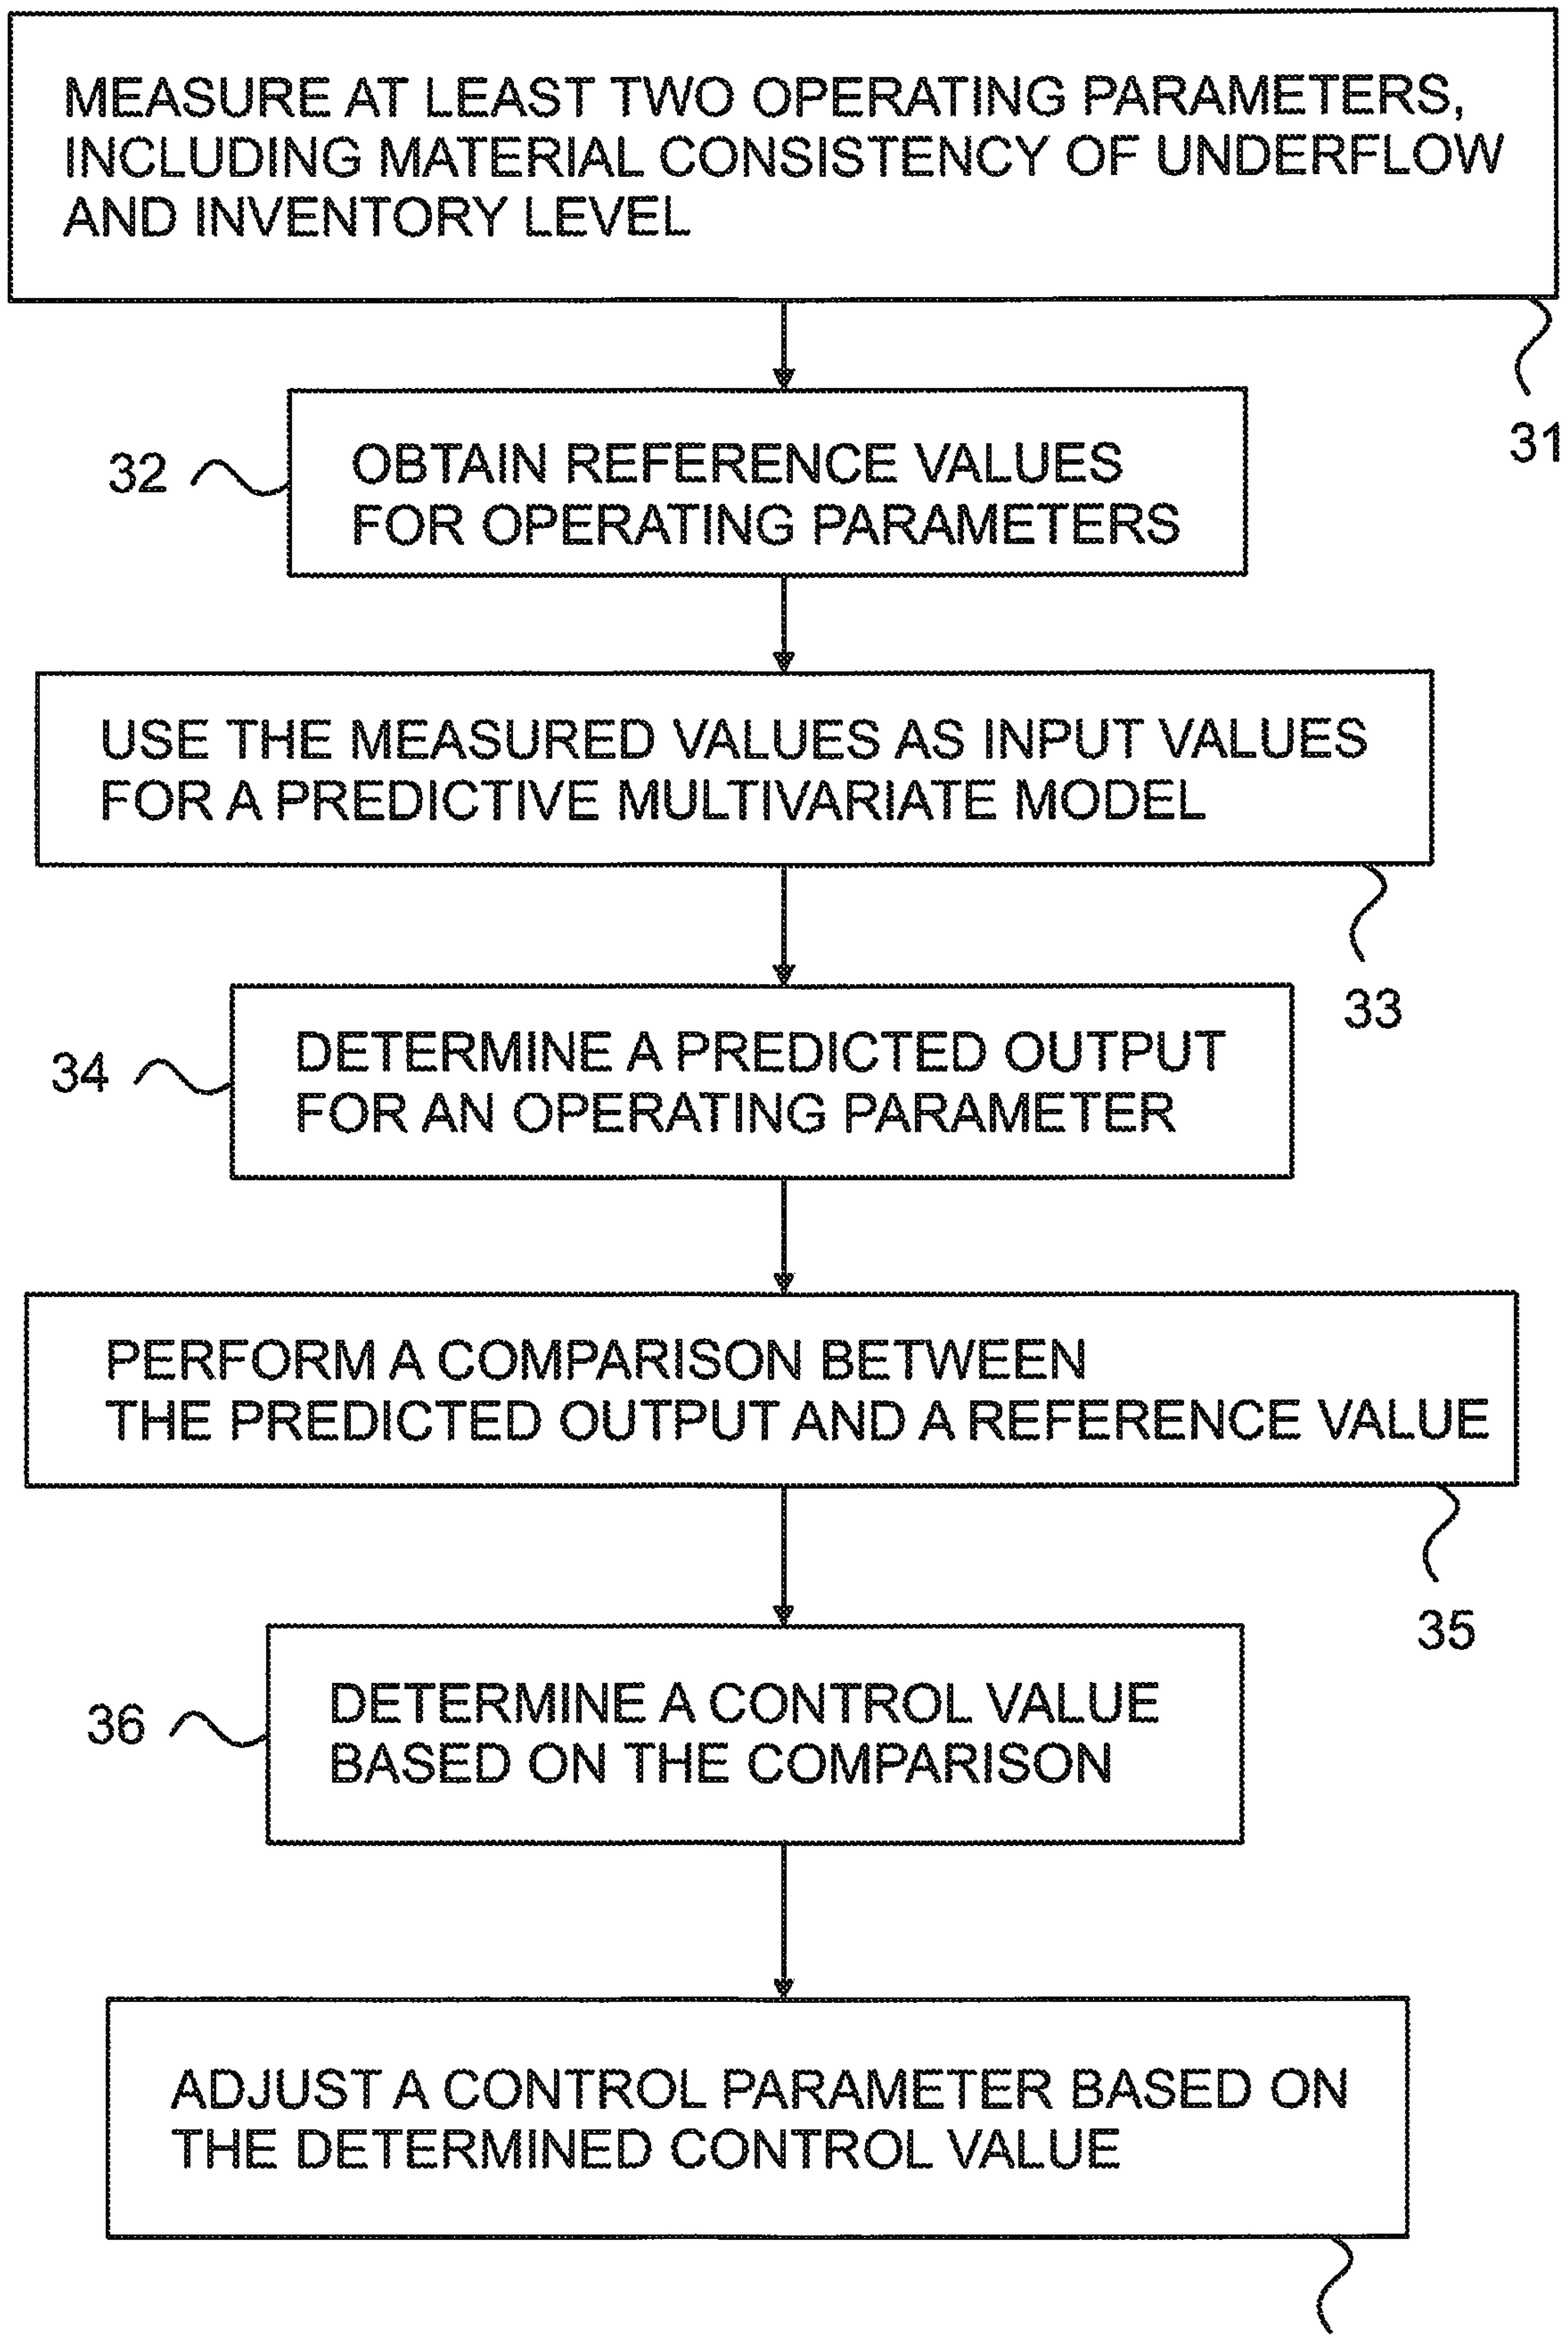 MEASURE AT LEAST TWO OPERATING PARAMETERS,
INCLUDING MATERIAL CONSISTENCY OF UNDERFLOW
AND INVENTORY LEVEL
31
32
OBTAIN REFERENCE VALUES
FOR OPERATING PARAMETERS
USE THE MEASURED VALUES AS INPUT VALUES
FOR A PREDICTIVE MULTIVARIATE MODEL
33
34
DETERMINE A PREDICTED OUTPUT
FOR AN OPERATING PARAMETER
PERFORM A COMPARISON BETWEEN
THE PREDICTED OUTPUT AND A REFERENCE VALUE
35
36
DETERMINE A CONTROL VALUE
BASED ON THE COMPARISON
ADJUST A CONTROL PARAMETER BASED ON
THE DETERMINED CONTROL VALUE